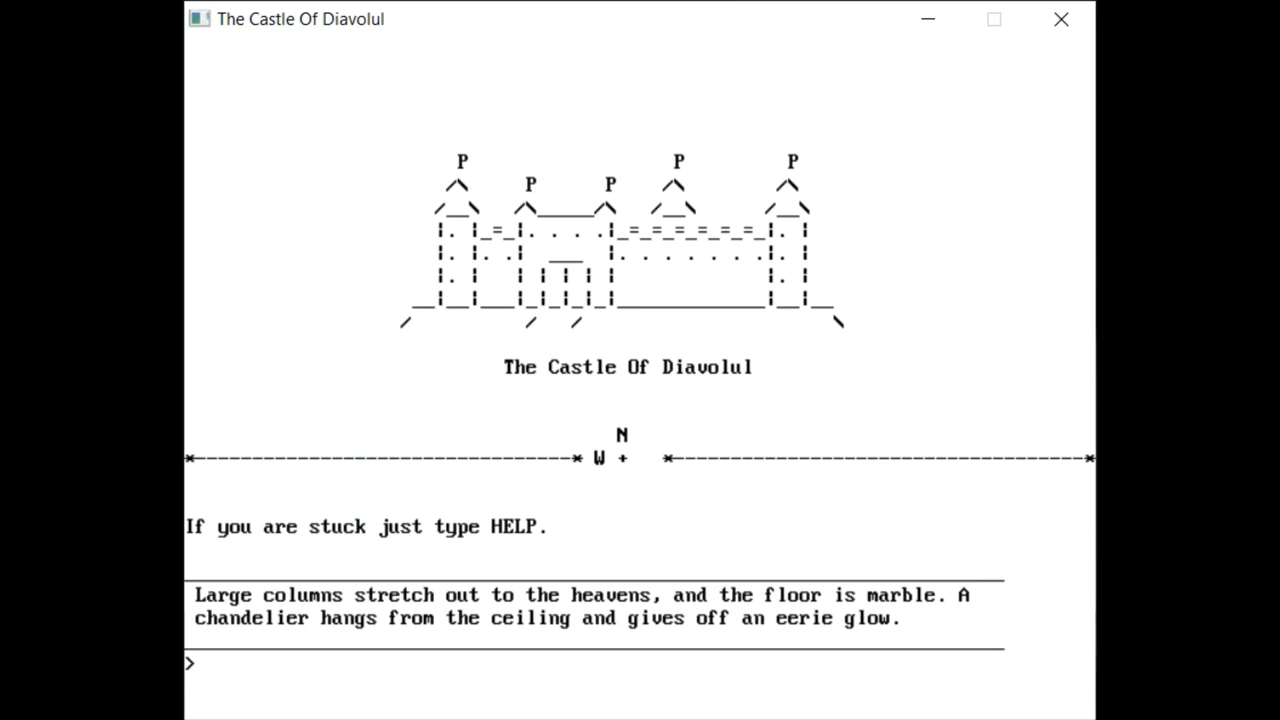 The Castle Of Diavolul
P P P
P P
The Castle Of Diavolul
N
W +
If you are stuck just type HELP.
Large columns stretch out to the heavens, and the floor is marble. A
chandelier hangs from the ceiling and gives off an eerie glow.
>